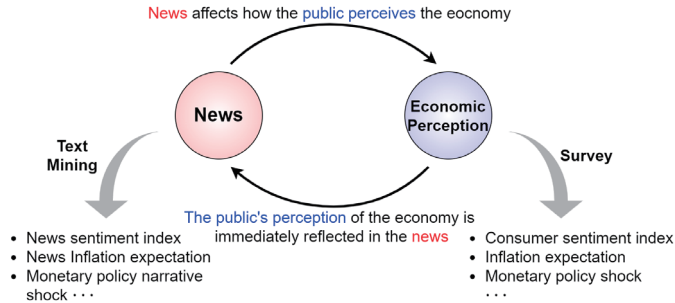 News affects how the public perceives the eocnomy
News
Economic
Perception
Text
Mining
Survey
The public's perception of the economy is
immediately reflected in the news
• News sentiment index
• News Inflation expectation
• Monetary policy narrative
shock ···
• Consumer sentiment index
• Inflation expectation
• Monetary policy shock
···